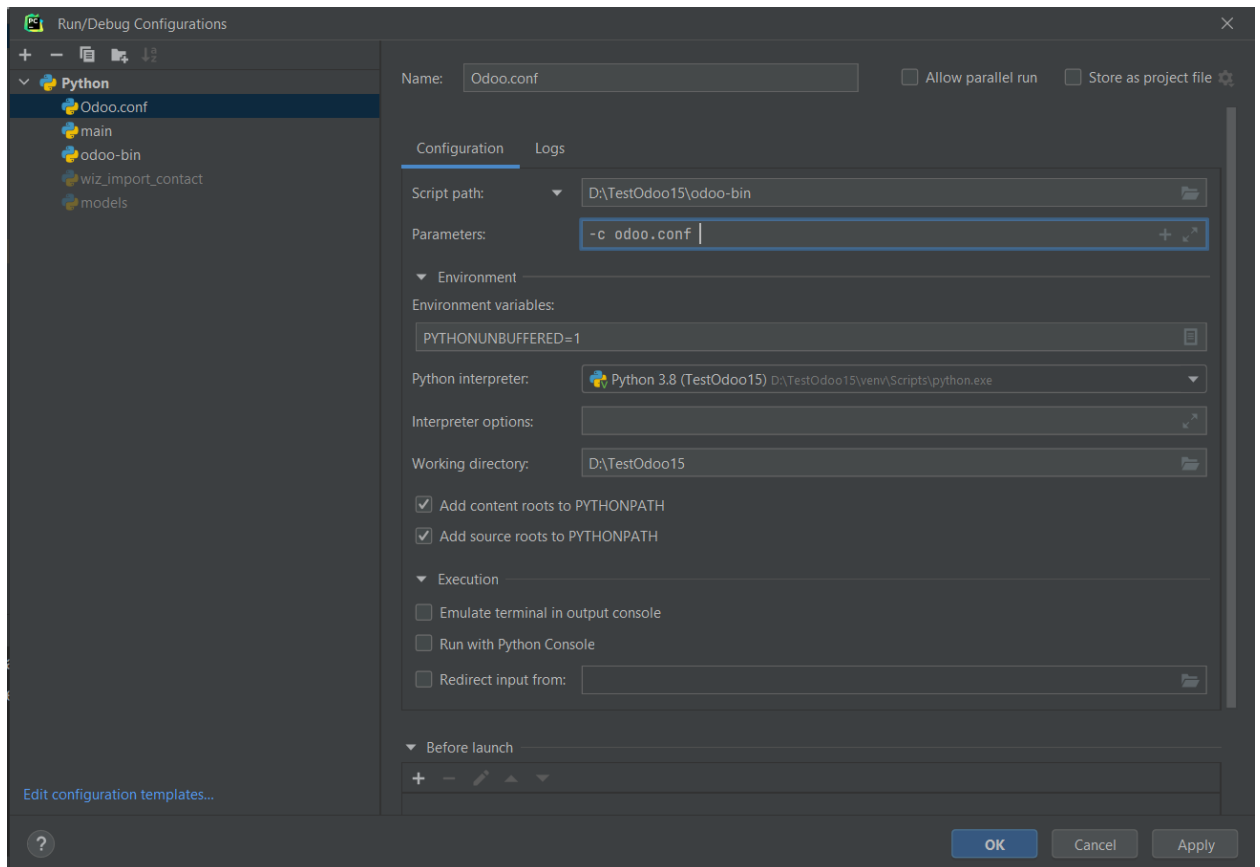 PC
Run/Debug Configurations
Python
Odoo.conf
main
odoo-bin
wiz_import_contact
models
Edit configuration templates...
Name: Odoo.conf
Allow parallel run
Store as project file
Configuration Logs
Script path: D:\TestOdoo15\odoo-bin
Parameters: -c odoo.conf
Environment
Environment variables:
PYTHONUNBUFFERED=1
Python interpreter: Python 3.8 (TestOdoo15) D:\TestOdoo15\venv\Scripts\python.exe
Interpreter options:
Working directory: D:\TestOdoo15
Add content roots to PYTHONPATH
Add source roots to PYTHONPATH
Execution
Emulate terminal in output console
Run with Python Console
Redirect input from:
Before launch
? OK Cancel Apply